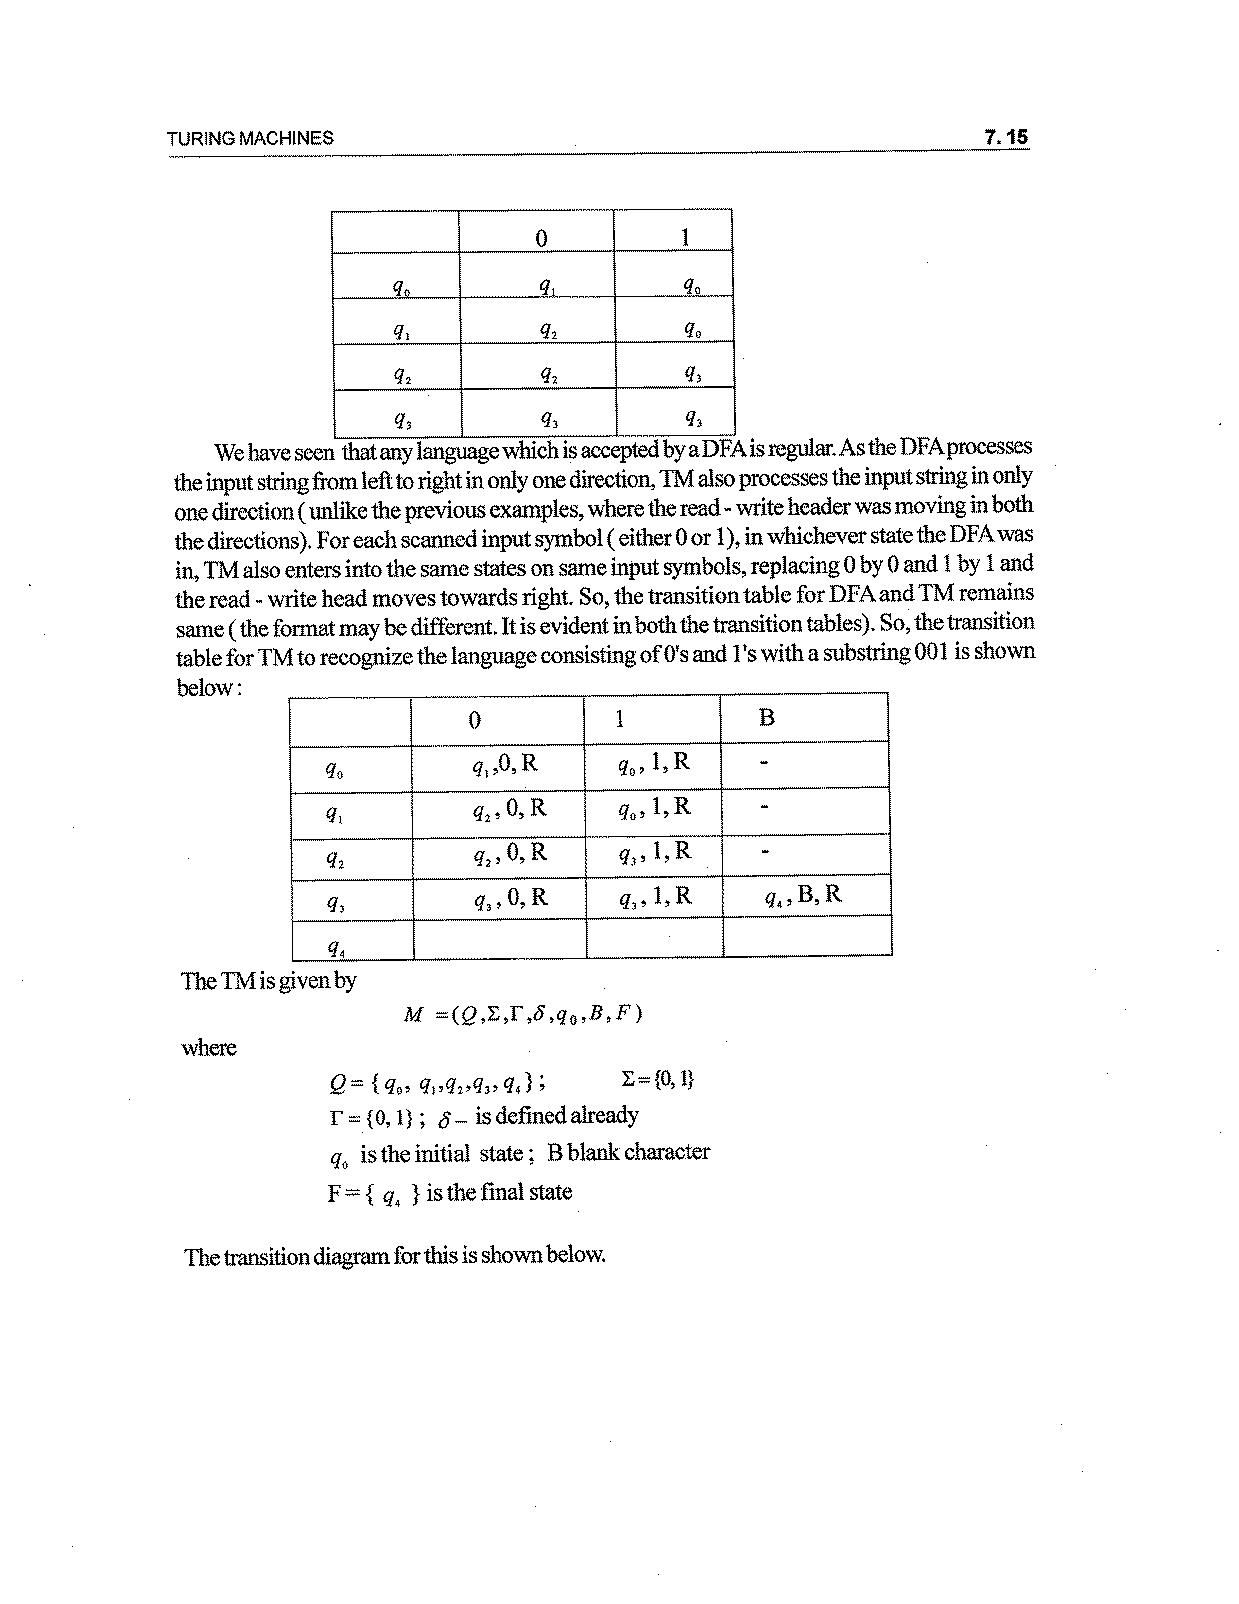 TURING MACHINES 7.15
0 1
q₀ q₁ q₀
q₁ q₂ q₀
q₂ q₂ q₃
q₃ q₃ q₃
We have seen that any language which is accepted by a DFA is regular. As the DFA processes
the input string from left to right in only one direction, TM also processes the input string in only
one direction ( unlike the previous examples, where the read - write header was moving in both
the directions). For each scanned input symbol ( either 0 or 1), in whichever state the DFA was
in, TM also enters into the same states on same input symbols, replacing 0 by 0 and 1 by 1 and
the read - write head moves towards right. So, the transition table for DFA and TM remains
same ( the format may be different. It is evident in both the transition tables). So, the transition
table for TM to recognize the language consisting of 0's and 1's with a substring 001 is shown
below :
0 1 B
q₀ q₁,0, R q₀, 1, R -
q₁ q₂, 0, R q₀, 1, R -
q₂ q₂, 0, R q₃, 1, R -
q₃ q₃, 0, R q₃, 1, R q₄, B, R
q₄
The TM is given by
M =(Q,Σ,Γ,δ,q₀,B,F)
where
Q = { q₀, q₁,q₂,q₃, q₄} ; Σ = {0, 1}
Γ = {0, 1} ; δ – is defined already
q₀ is the initial state ; B blank character
F = { q₄ } is the final state
The transition diagram for this is shown below.